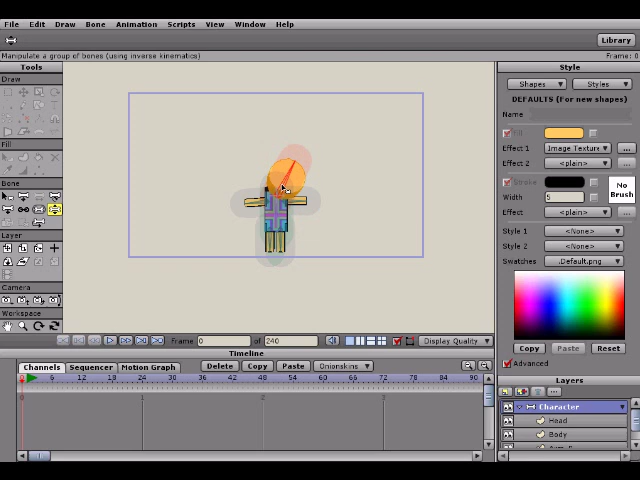 File Edit Draw Bone Animation Scripts View Window Help
Library
Manipulate a group of bones (using inverse kinematics)
Frame: 0
Tools
Draw
Fill
Bone
Layer
Camera
Workspace
Style
Shapes
Styles
DEFAULTS (For new shapes)
Name
Fill
Effect 1 Image Texture ...
Effect 2 <plain> ...
Stroke
Width 5
No Brush
Effect <plain> ...
Style 1 <None>
Style 2 <None>
Swatches .Default.png
Copy Paste Reset
Advanced
Layers
Character
Head
Body
Frame 0 of 240
Display Quality
Timeline
Channels Sequencer Motion Graph
Delete Copy Paste Onionskins
0 6 12 18 24 30 36 42 48 54 60 66 72 78 84 90
0 1 2 3